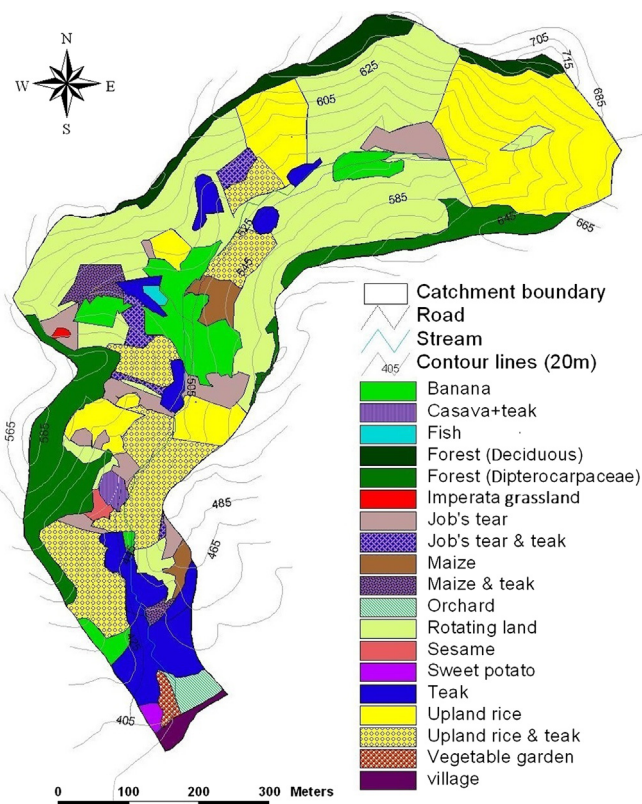 N
W E
S
705
715
685
625
605
585
645
665
625
645
Catchment boundary
Road
Stream
405 Contour lines (20m)
Banana
Casava+teak
Fish
Forest (Deciduous)
Forest (Dipterocarpaceae)
Imperata grassland
Job's tear
Job's tear & teak
Maize
Maize & teak
Orchard
Rotating land
Sesame
Sweet potato
Teak
Upland rice
Upland rice & teak
Vegetable garden
village
565
585
505
485
465
405
0 100 200 300 Meters